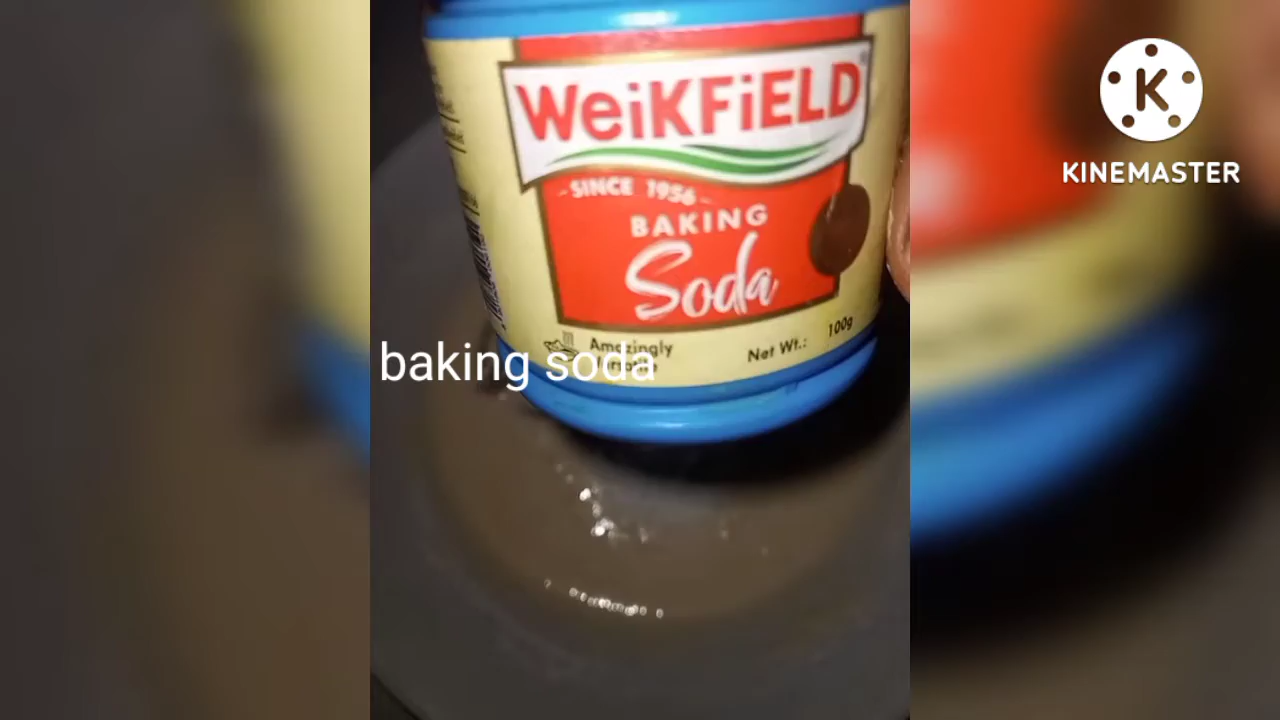 WeiKFiELD
SINCE 1956
BAKING
Soda
Amazingly
Net Wt.: 100g
baking soda
K
KINEMASTER